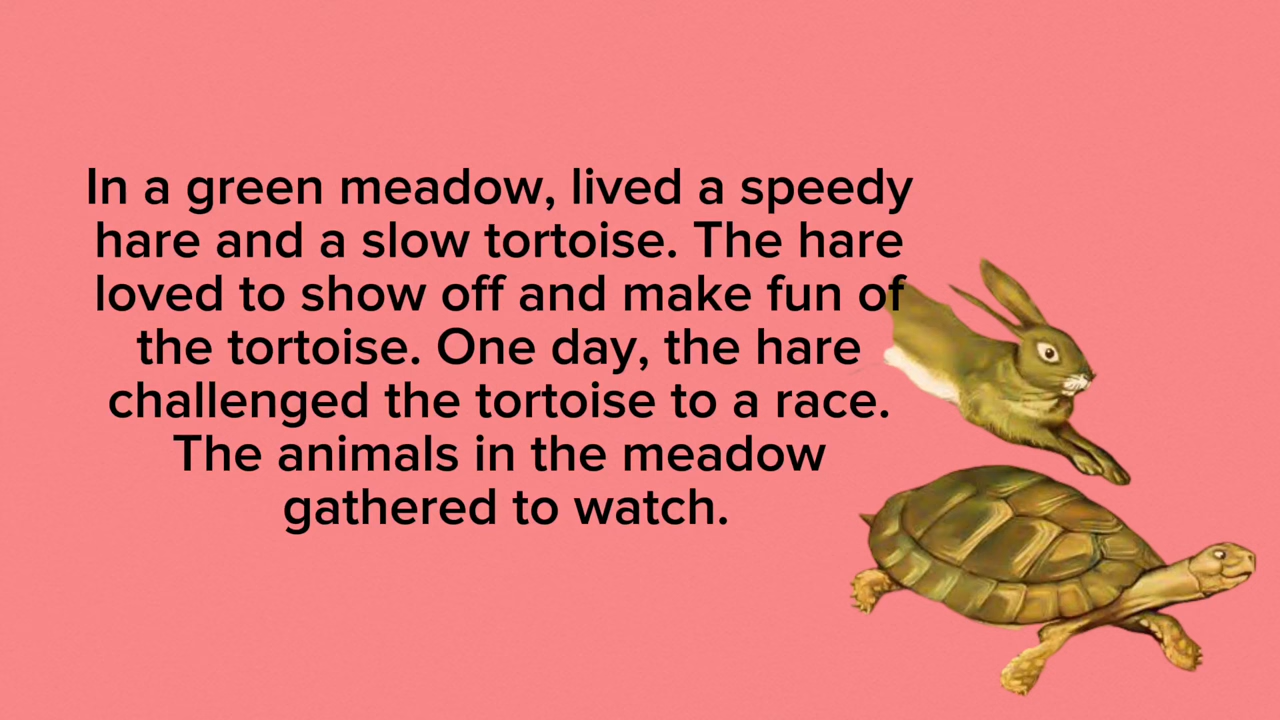 In a green meadow, lived a speedy
hare and a slow tortoise. The hare
loved to show off and make fun of
the tortoise. One day, the hare
challenged the tortoise to a race.
The animals in the meadow
gathered to watch.